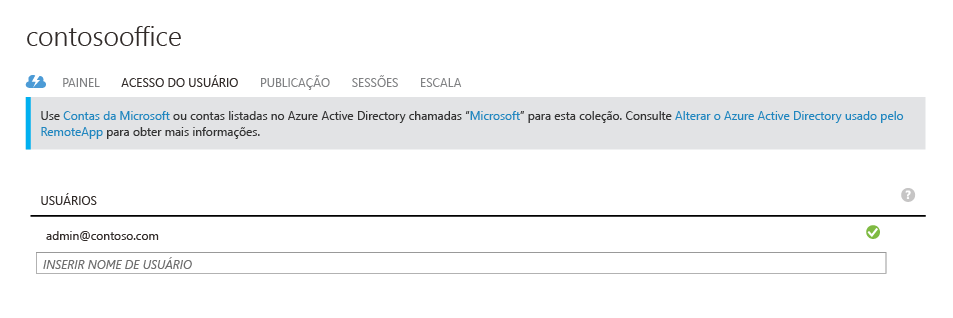 contosooffice
PAINEL ACESSO DO USUÁRIO PUBLICAÇÃO SESSÕES ESCALA
Use Contas da Microsoft ou contas listadas no Azure Active Directory chamadas “Microsoft” para esta coleção. Consulte Alterar o Azure Active Directory usado pelo
RemoteApp para obter mais informações.
USUÁRIOS ?
admin@contoso.com
INSERIR NOME DE USUÁRIO